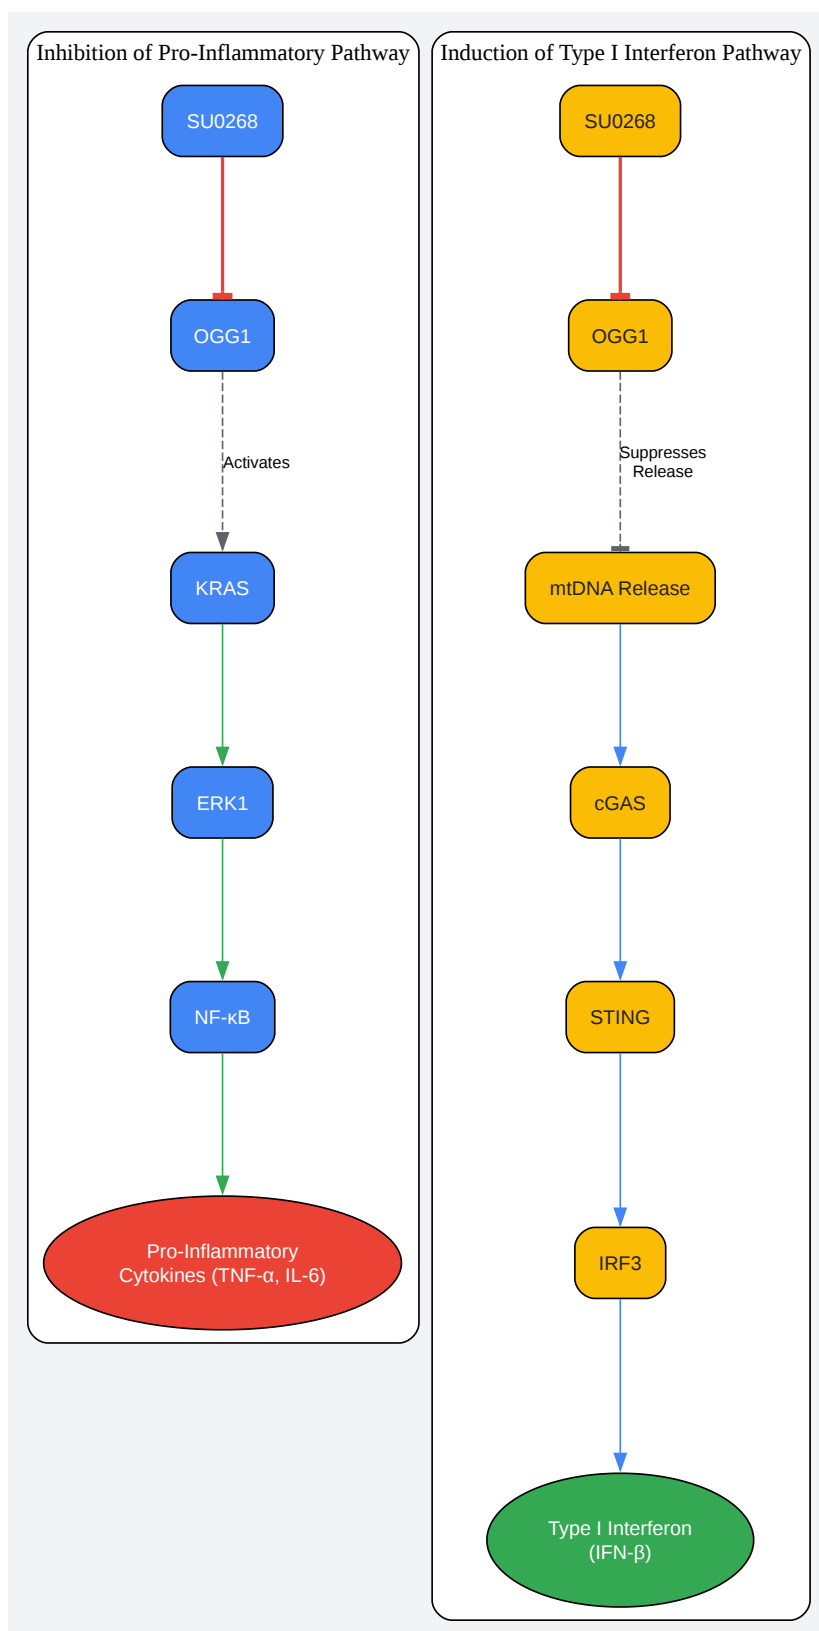 Inhibition of Pro-Inflammatory Pathway
SU0268
OGG1
Activates
KRAS
ERK1
NF-κB
Pro-Inflammatory
Cytokines (TNF-α, IL-6)
Induction of Type I Interferon Pathway
SU0268
OGG1
Suppresses
Release
mtDNA Release
cGAS
STING
IRF3
Type I Interferon
(IFN-β)